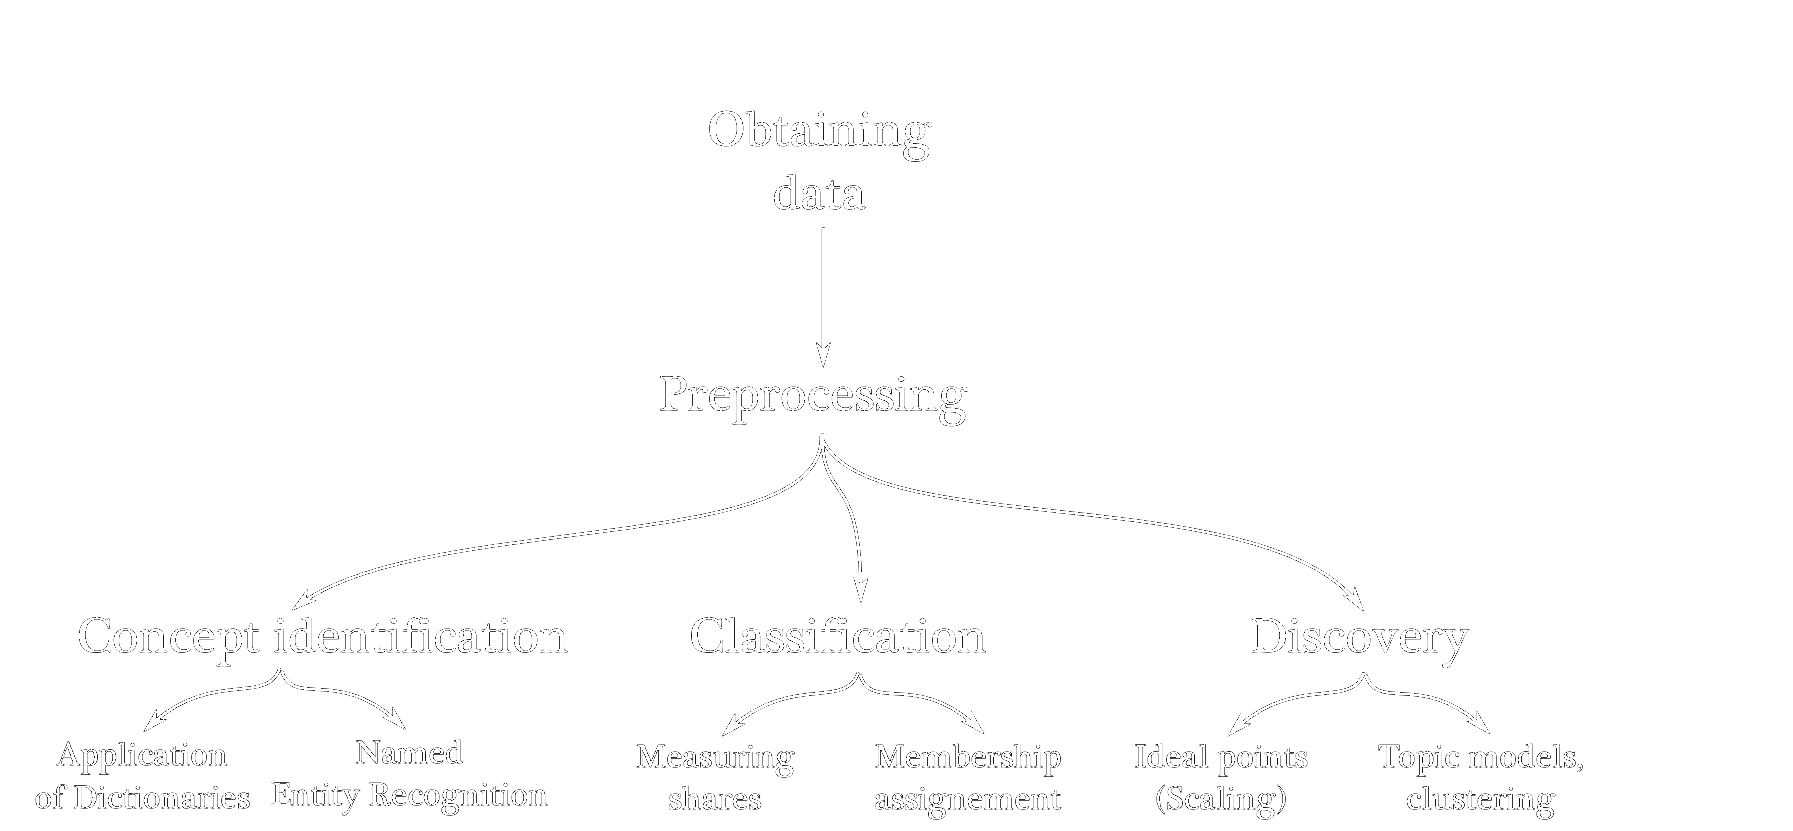 Obtaining
data
Preprocessing
Concept identification
Classification
Discovery
Application
of Dictionaries
Named
Entity Recognition
Measuring
shares
Membership
assignement
Ideal points
(Scaling)
Topic models,
clustering